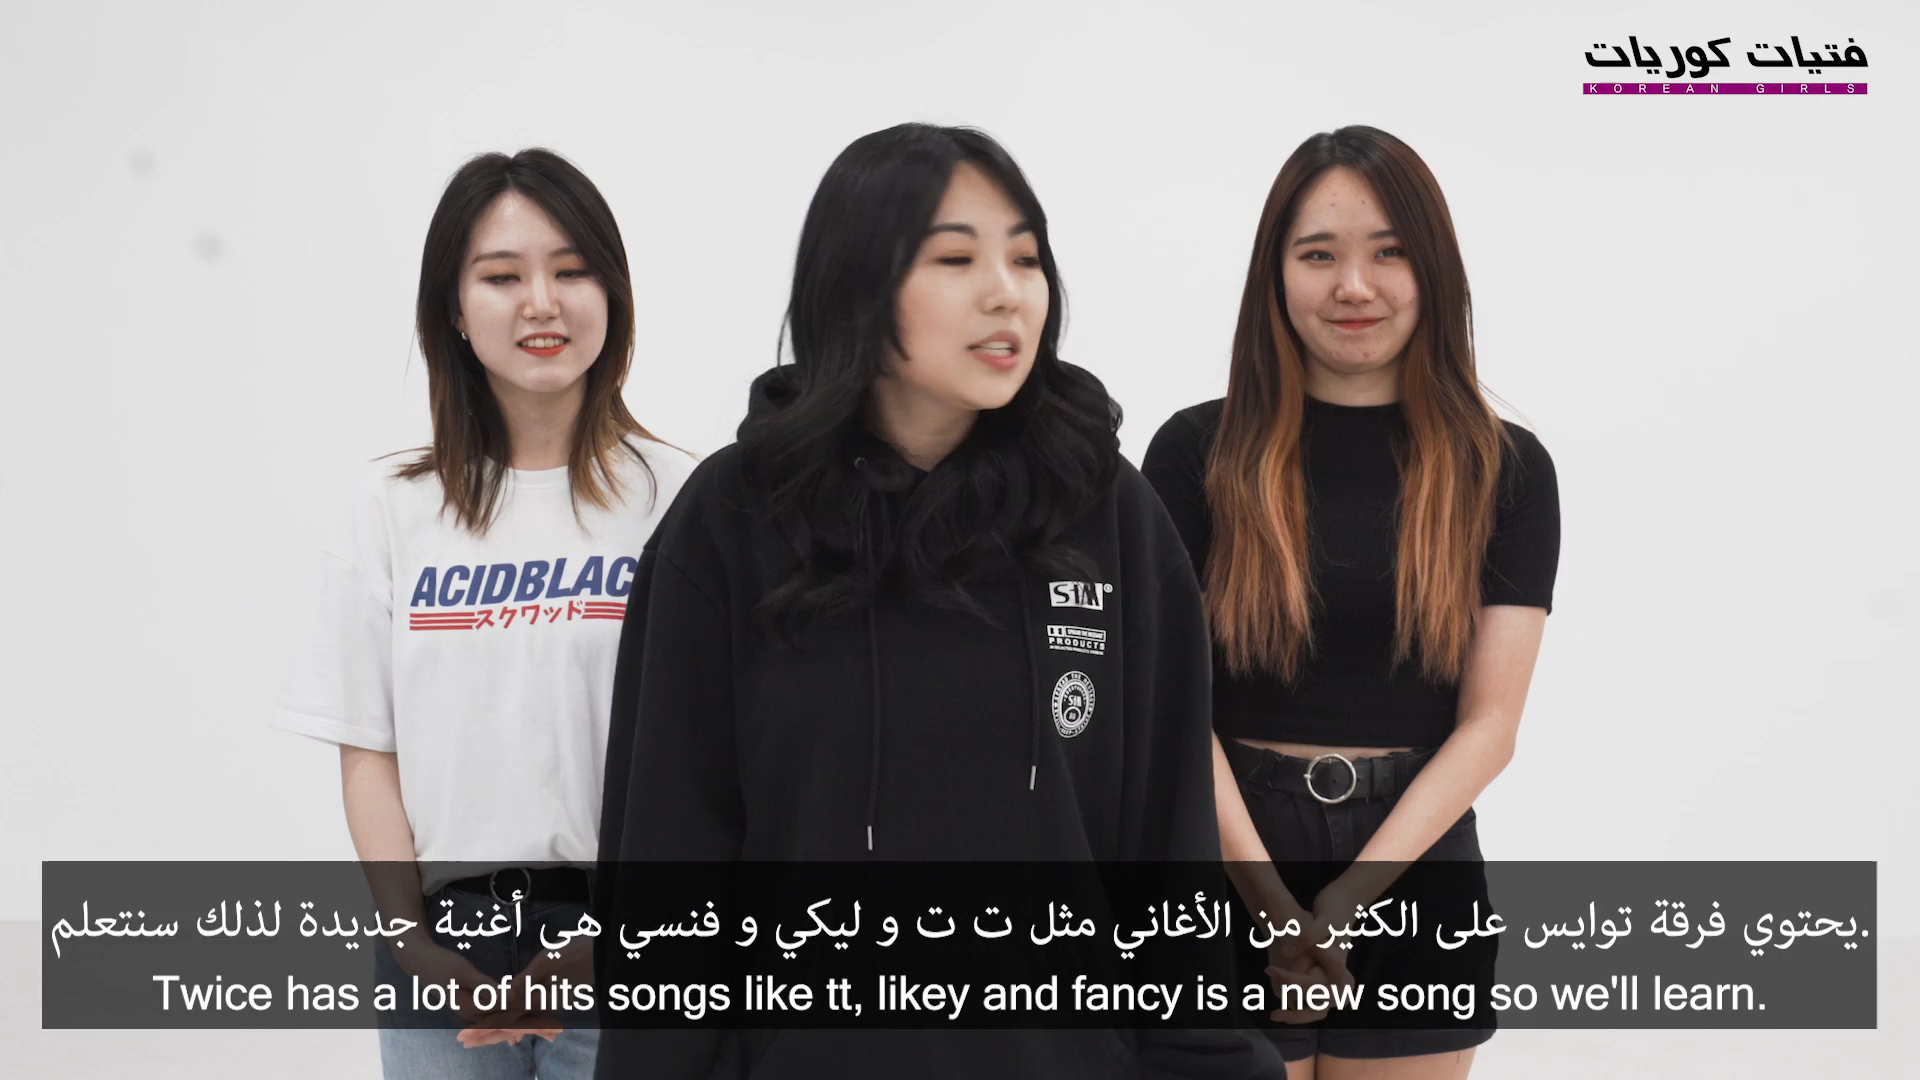 فتيات كوريات
KOREAN GIRLS
ACIDBLAC
スクワッド
STM®
PRODUCTS
STM
يحتوي فرقة توايس على الكثير من الأغاني مثل ت ت و ليكي و فنسي هي أغنية جديدة لذلك سنتعلم.
Twice has a lot of hits songs like tt, likey and fancy is a new song so we'll learn.